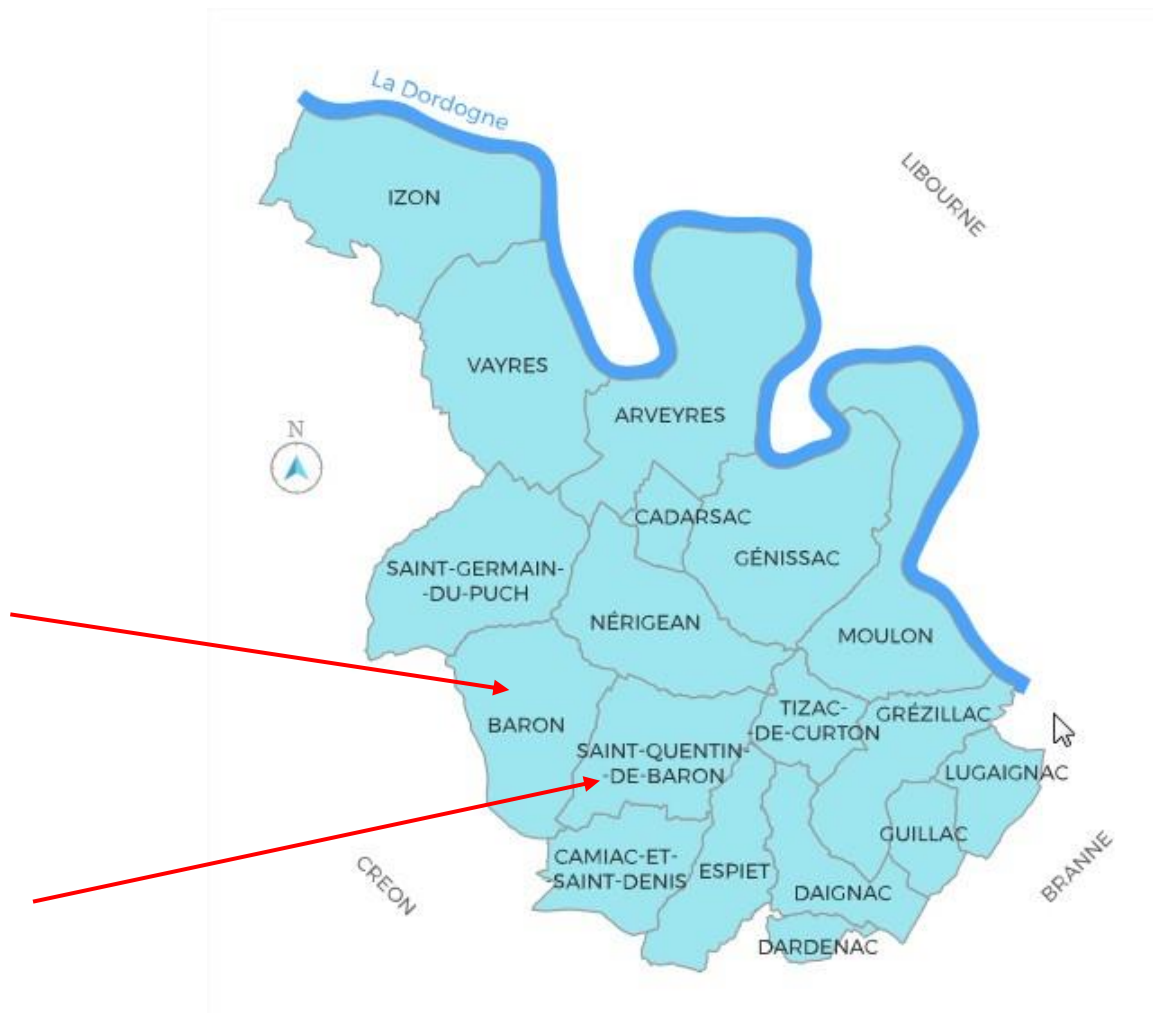 La Dordogne
LIBOURNE
IZON
VAYRES
ARVEYRES
N
CADARSAC
GÉNISSAC
SAINT-GERMAIN-
-DU-PUCH
NÉRIGEAN
MOULON
BARON
TIZAC-
-DE-CURTON
GRÉZILLAC
SAINT-QUENTIN-
-DE-BARON
LUGAIGNAC
GUILLAC
CREON
CAMIAC-ET-
-SAINT-DENIS
ESPIET
DAIGNAC
BRANNE
DARDENAC